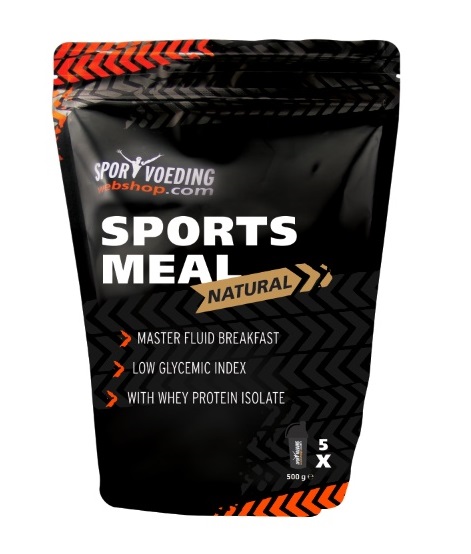 SPORTVOEDING
webshop.com
SPORTS
MEAL
NATURAL
MASTER FLUID BREAKFAST
LOW GLYCEMIC INDEX
WITH WHEY PROTEIN ISOLATE
5
X
500 g e